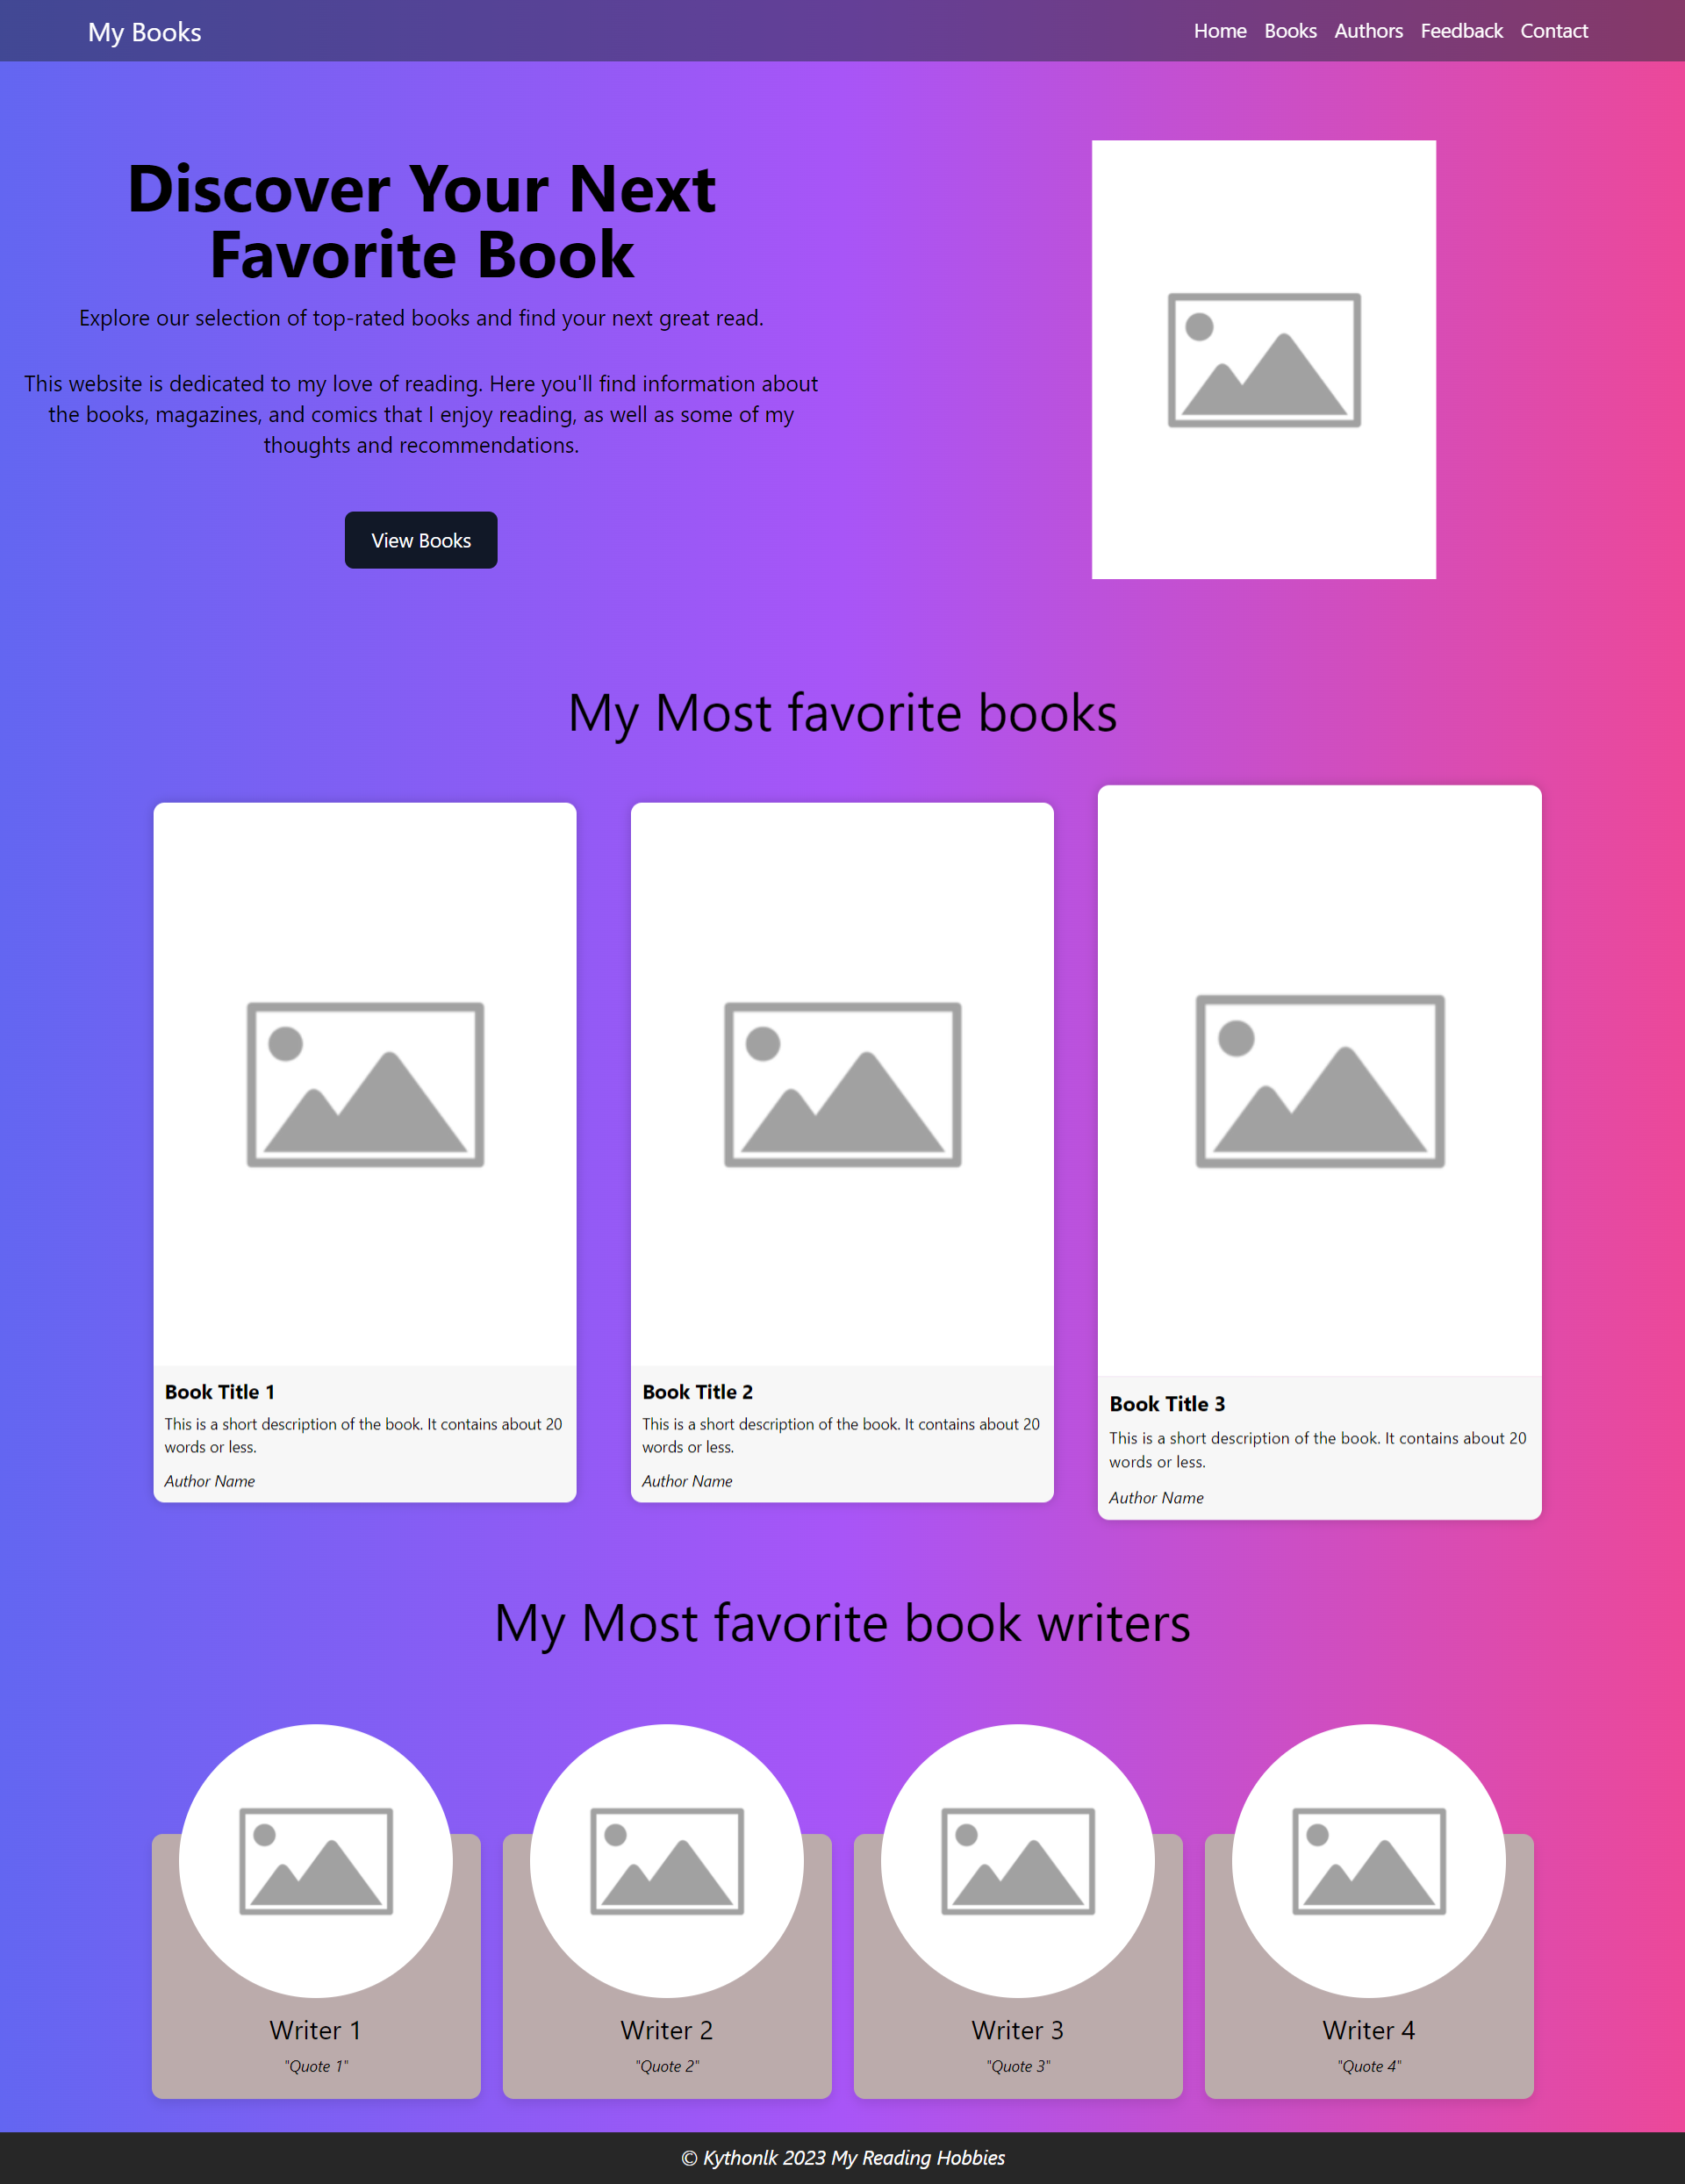 My Books
Home Books Authors Feedback Contact
Discover Your Next
Favorite Book
Explore our selection of top-rated books and find your next great read.
This website is dedicated to my love of reading. Here you'll find information about
the books, magazines, and comics that I enjoy reading, as well as some of my
thoughts and recommendations.
View Books
My Most favorite books
Book Title 1
This is a short description of the book. It contains about 20
words or less.
Author Name
Book Title 2
This is a short description of the book. It contains about 20
words or less.
Author Name
Book Title 3
This is a short description of the book. It contains about 20
words or less.
Author Name
My Most favorite book writers
Writer 1
"Quote 1"
Writer 2
"Quote 2"
Writer 3
"Quote 3"
Writer 4
"Quote 4"
© Kythonlk 2023 My Reading Hobbies